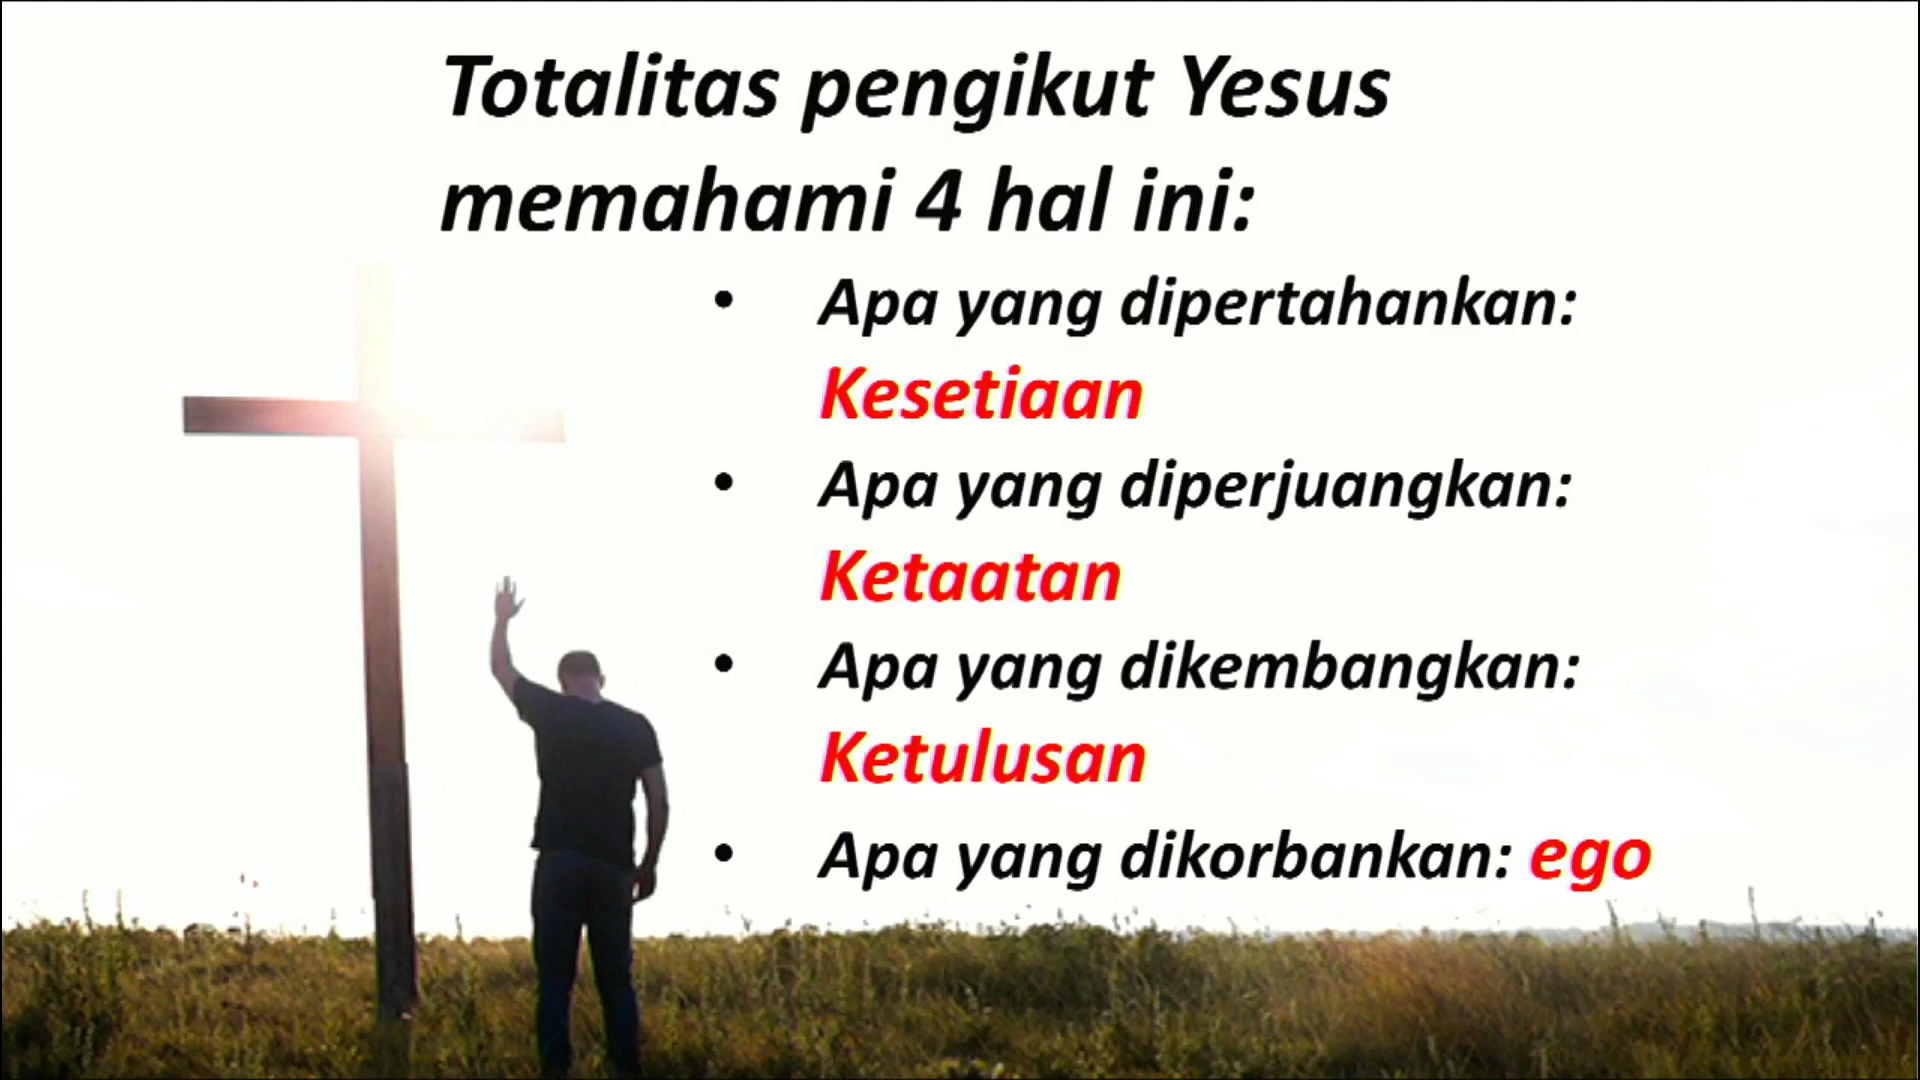 Totalitas pengikut Yesus
memahami 4 hal ini:
• Apa yang dipertahankan:
Kesetiaan
• Apa yang diperjuangkan:
Ketaatan
• Apa yang dikembangkan:
Ketulusan
• Apa yang dikorbankan: ego